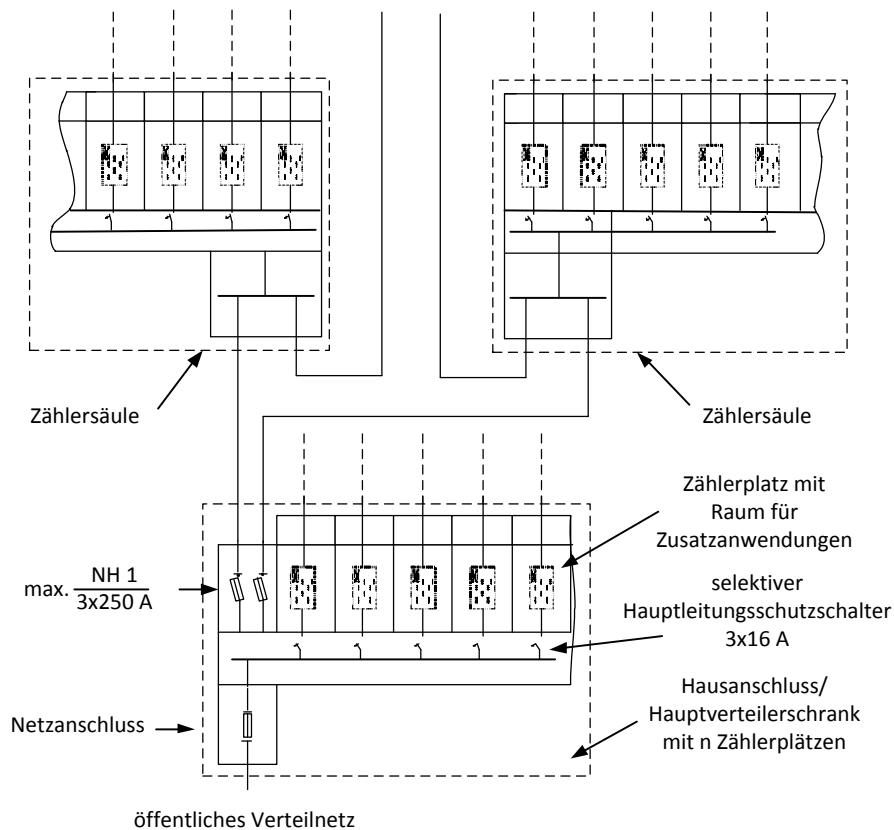 Zählersäule
Zählersäule
Zählerplatz mit
Raum für
Zusatzanwendungen
max. NH 1
3x250 A
selektiver
Hauptleitungsschutzschalter
3x16 A
Netzanschluss
Hausanschluss/
Hauptverteilerschrank
mit n Zählerplätzen
öffentliches Verteilnetz